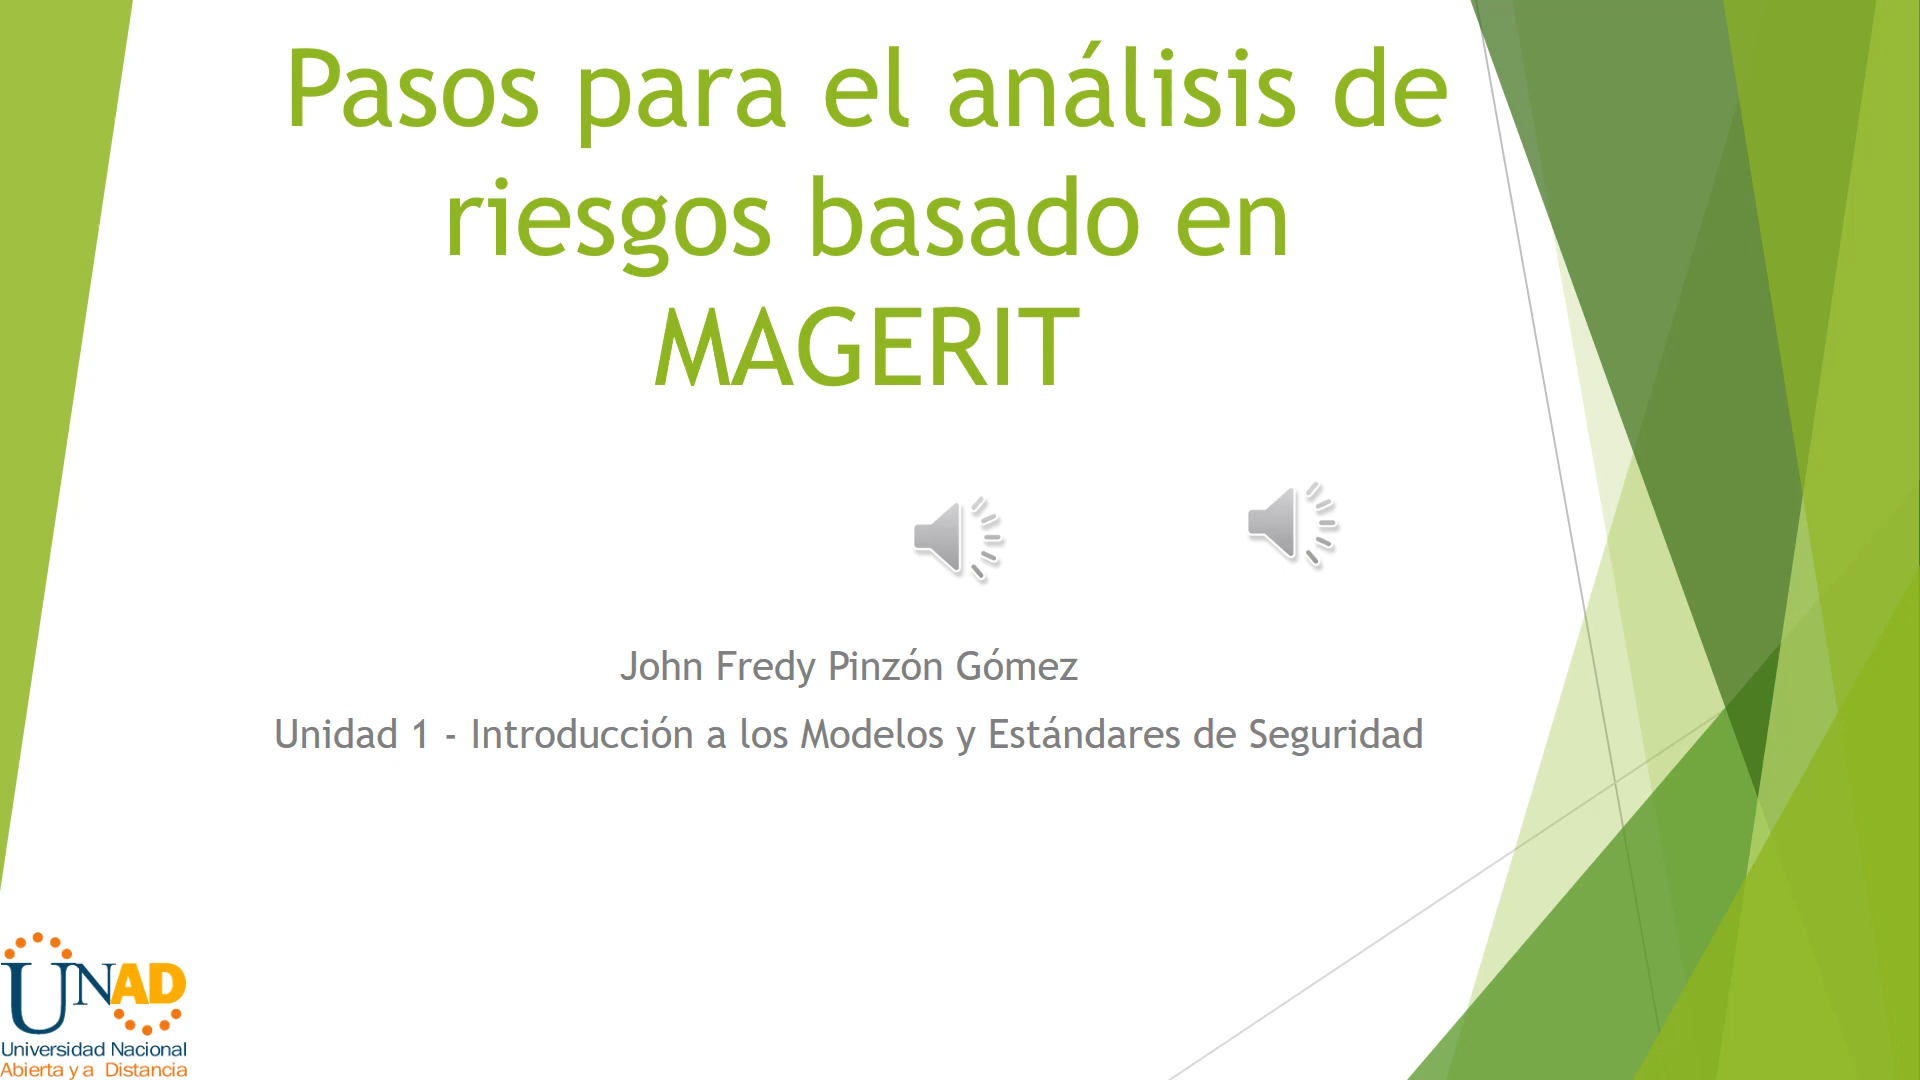 Pasos para el análisis de
riesgos basado en
MAGERIT
John Fredy Pinzón Gómez
Unidad 1 - Introducción a los Modelos y Estándares de Seguridad
UNAD
Universidad Nacional
Abierta y a Distancia